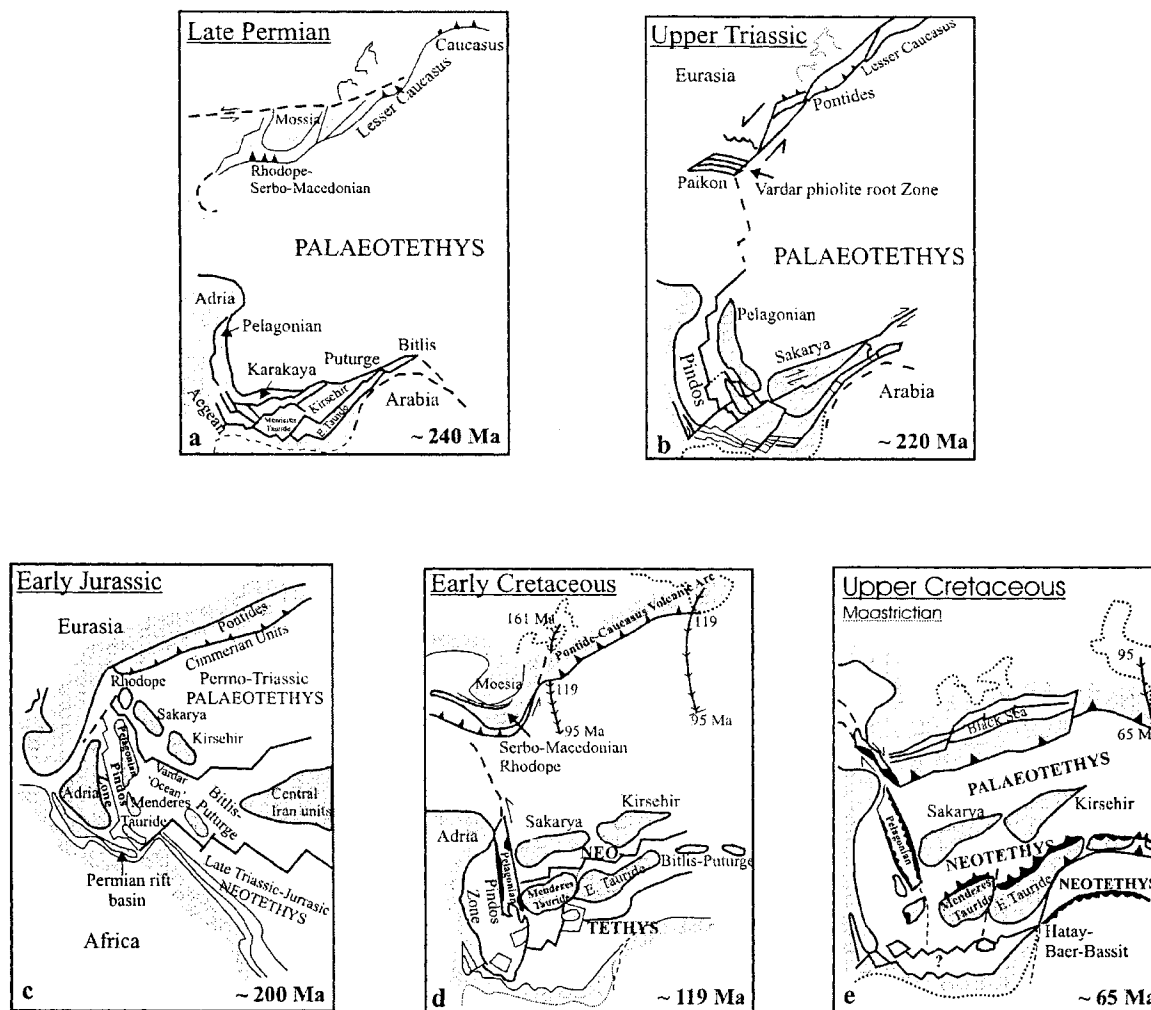 Late Permian
Caucasus
Mossia
Lesser Caucasus
Rhodope-
Serbo-Macedonian
PALAEOTETHYS
Adria
Pelagonian
Bitlis
Puturge
Karakaya
Kirsehir
Arabia
Aegean
Menderes
Tauride
E. Tauride
a
~ 240 Ma
Upper Triassic
Eurasia
Lesser Caucasus
Pontides
Paikon
Vardar phiolite root Zone
PALAEOTETHYS
Pelagonian
Sakarya
Pindos
Arabia
b
~ 220 Ma
Early Jurassic
Eurasia
Pontides
Cimmerian Units
Permo-Triassic
PALAEOTETHYS
Rhodope
Sakarya
Kirsehir
Pelagonian
Pindos
Zone
Adria
Vardar
'Ocean'
Menderes
Tauride
Bitlis-
Puturge
Central
Iran units
Permian rift
basin
Late Triassic-Jurrasic
NEOTETHYS
Africa
c
~ 200 Ma
Early Cretaceous
161 Ma
Pontide-Caucasus Volcanic Arc
119
Moesia
119
95 Ma
95 Ma
Serbo-Macedonian
Rhodope
Kirsehir
Adria
Sakarya
NEO
Bitlis-Puturge
Pelagonian
Pindos
Zone
Menderes
Tauride
E. Tauride
TETHYS
d
~ 119 Ma
Upper Cretaceous
Maastriction
95
Black Sea
65 Ma
PALAEOTETHYS
Sakarya
Kirsehir
Pelagonian
NEOTETHYS
Menderes
Tauride
E. Tauride
NEOTETHYS
Hatay-
Baer-Bassit
?
e
~ 65 Ma